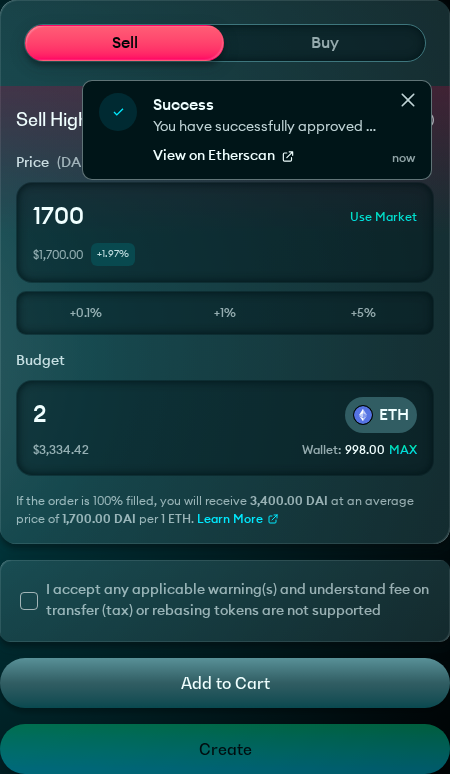 Sell
Buy
Success
You have successfully approved ...
View on Etherscan
now
Sell High
Price (DA
1700
Use Market
$1,700.00
+1.97%
+0.1%
+1%
+5%
Budget
2
ETH
$3,334.42
Wallet: 998.00 MAX
If the order is 100% filled, you will receive 3,400.00 DAI at an average
price of 1,700.00 DAI per 1 ETH. Learn More
I accept any applicable warning(s) and understand fee on
transfer (tax) or rebasing tokens are not supported
Add to Cart
Create